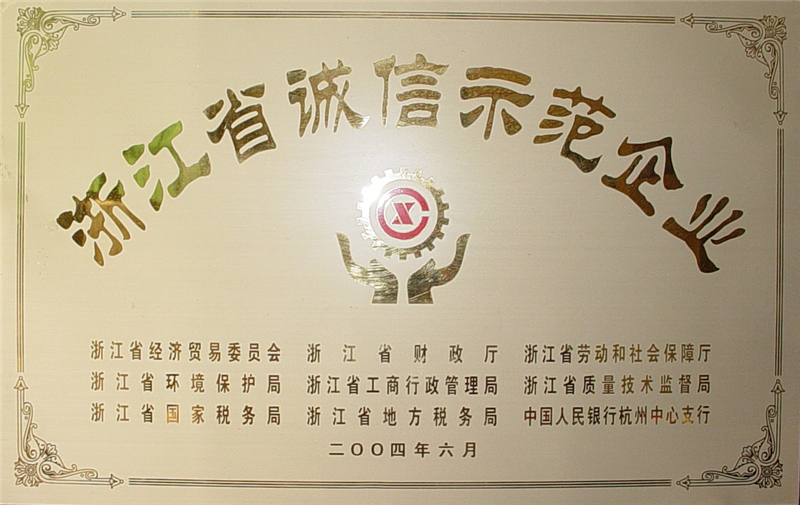 浙江省诚信示范企业
浙江省经济贸易委员会 浙江省财政厅 浙江省劳动和社会保障厅
浙江省环境保护局 浙江省工商行政管理局 浙江省质量技术监督局
浙江省国家税务局 浙江省地方税务局 中国人民银行杭州中心支行
二〇〇四年六月